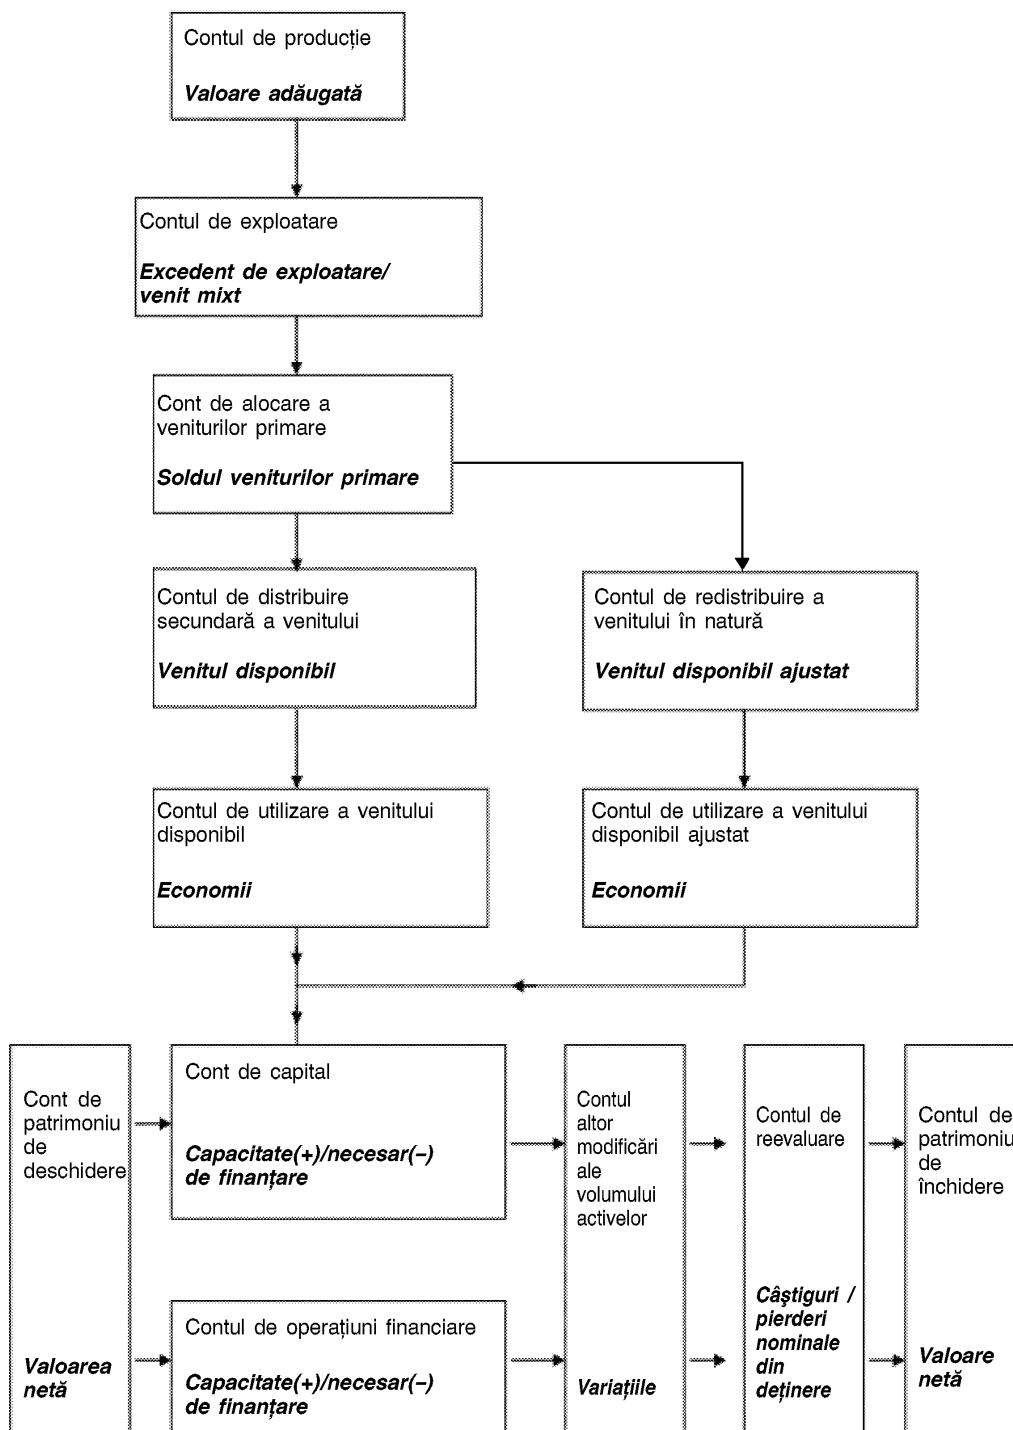 Contul de producție
Valoare adăugată
Contul de exploatare
Excedent de exploatare/
venit mixt
Cont de alocare a
veniturilor primare
Soldul veniturilor primare
Contul de distribuire
secundară a venitului
Venitul disponibil
Contul de redistribuire a
venitului în natură
Venitul disponibil ajustat
Contul de utilizare a venitului
disponibil
Economii
Contul de utilizare a venitului
disponibil ajustat
Economii
Cont de
patrimoniu
de
deschidere
Valoarea
netă
Cont de capital
Capacitate(+)/necesar(–)
de finanțare
Contul de operațiuni financiare
Capacitate(+)/necesar(–)
de finanțare
Contul
altor
modificări
ale
volumului
activelor
Variațiile
Contul de
reevaluare
Câştiguri /
pierderi
nominale
din
deținere
Contul de
patrimoniu
de
închidere
Valoare
netă